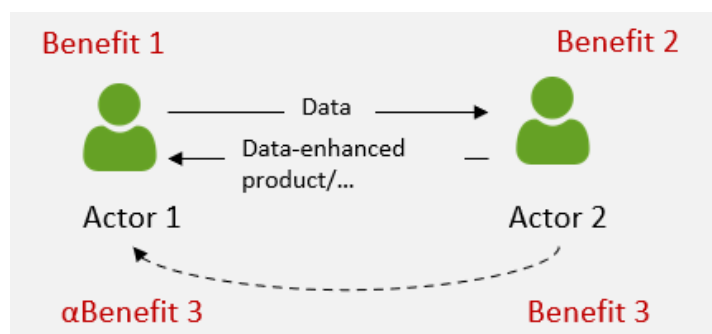 Benefit 1
Benefit 2
Data
Data-enhanced
product/...
Actor 1
Actor 2
αBenefit 3
Benefit 3